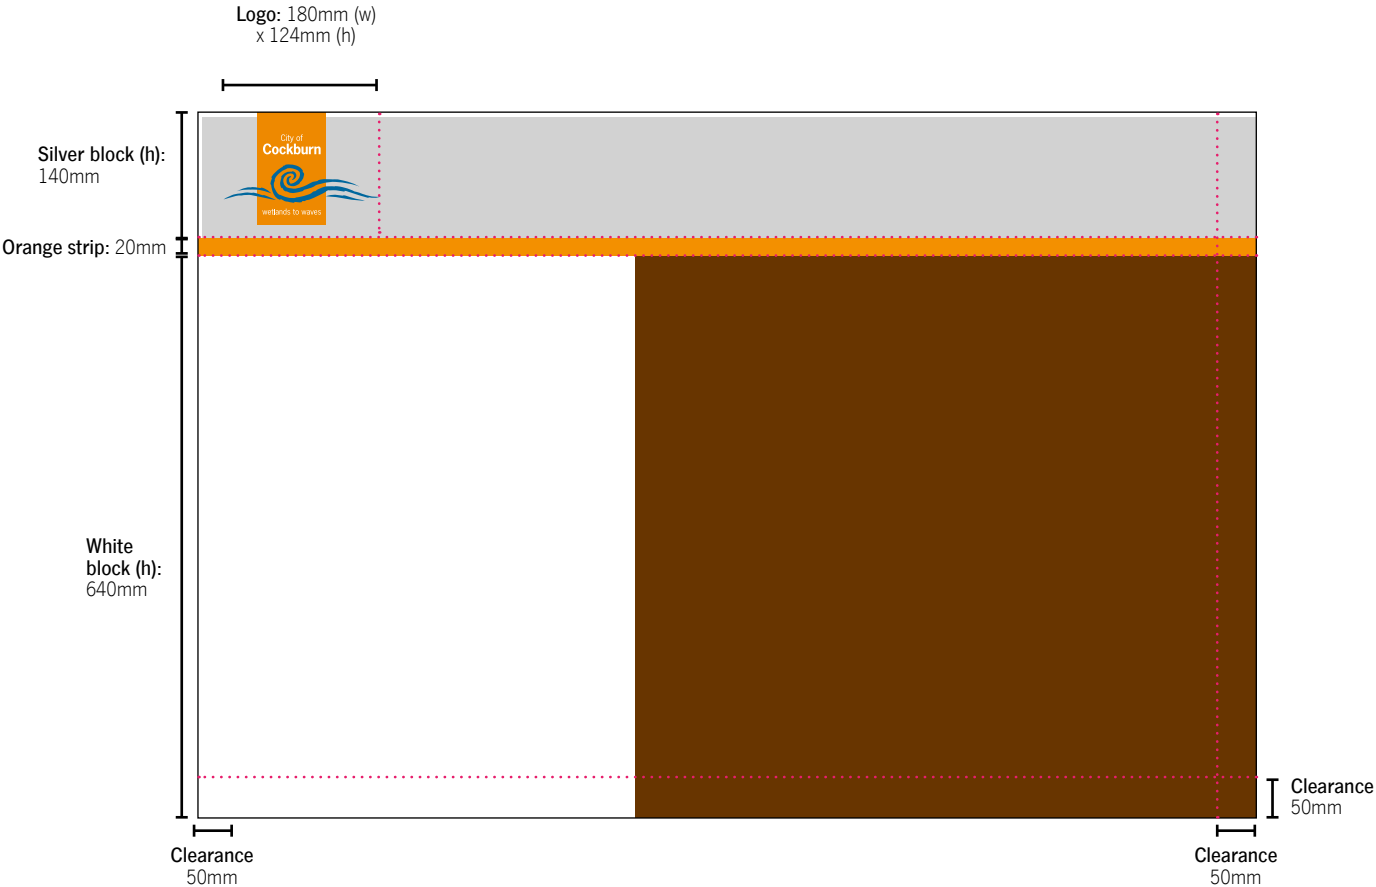 Logo: 180mm (w)
x 124mm (h)
City of
Cockburn
wetlands to waves
Silver block (h):
140mm
Orange strip: 20mm
White
block (h):
640mm
Clearance
50mm
Clearance
50mm
Clearance
50mm